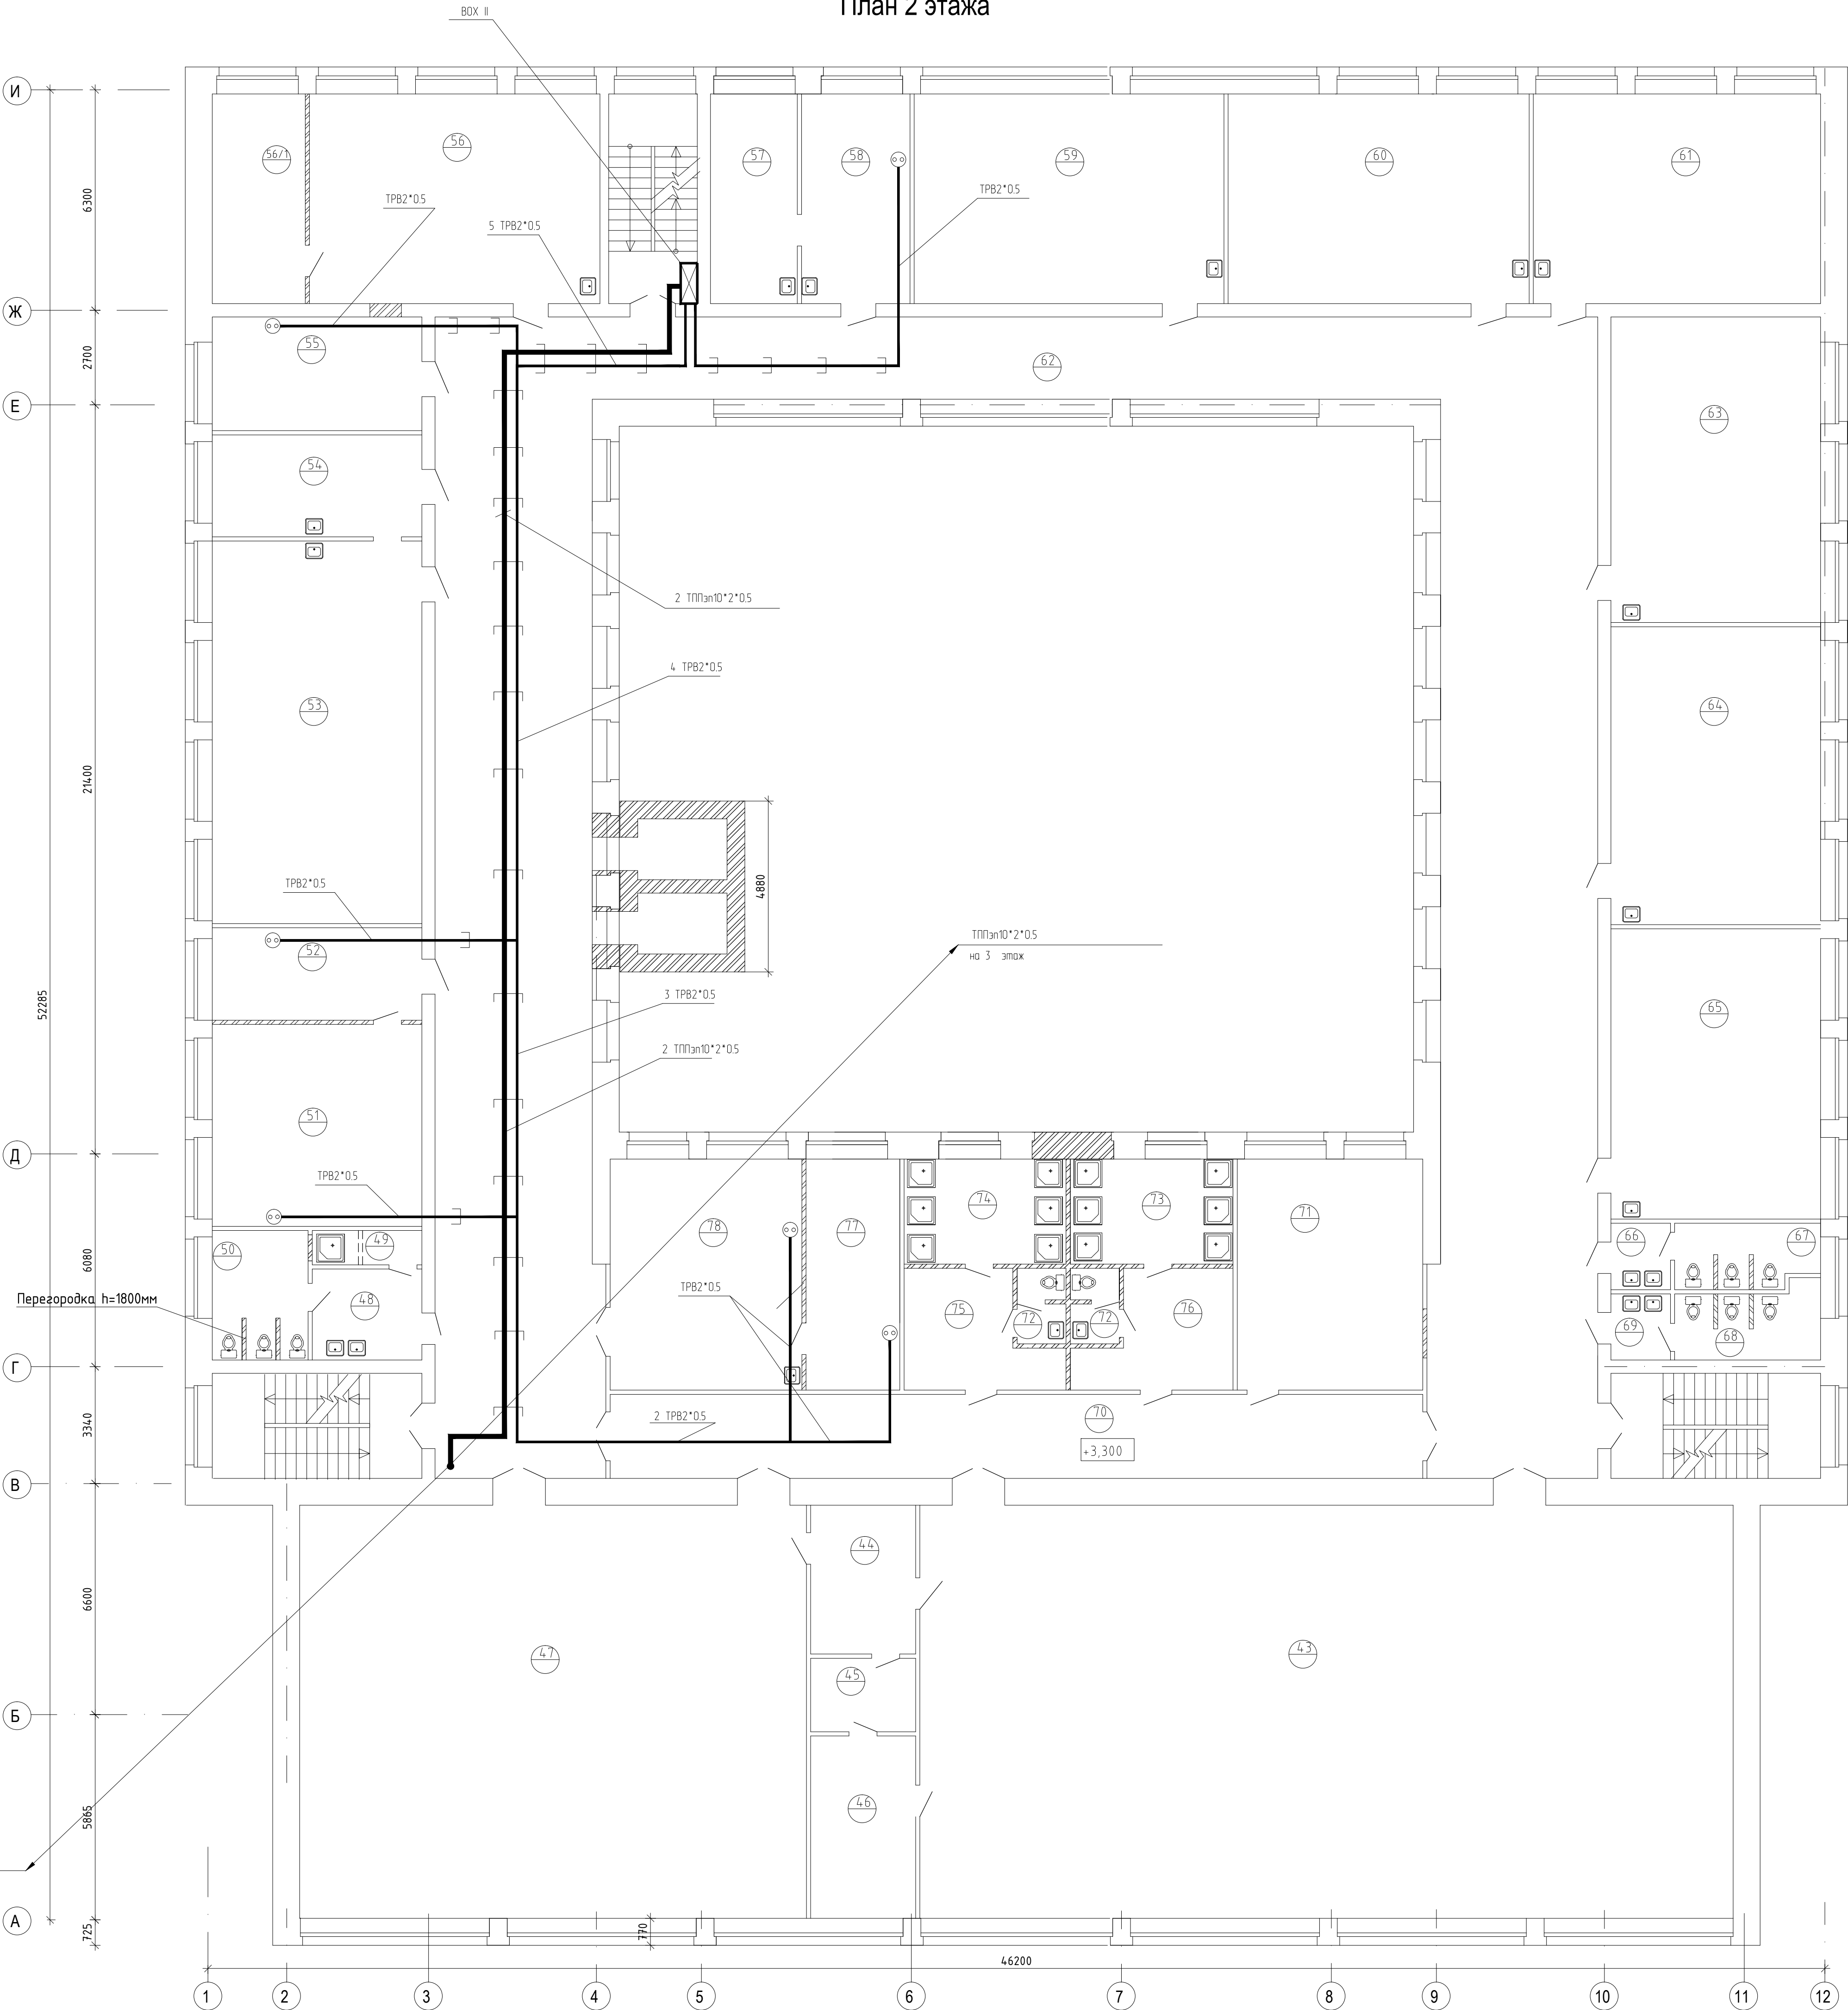 План 2 этажа
BOX II
И
56/1
56
57
58
59
60
61
6300
ТРВ2*0.5
ТРВ2*0.5
5 ТРВ2*0.5
Ж
55
62
2700
Е
63
54
2 ТППэп10*2*0.5
4 ТРВ2*0.5
53
64
21400
4880
ТРВ2*0.5
ТППэп10*2*0.5
на 3 этаж
52
52285
3 ТРВ2*0.5
65
2 ТППэп10*2*0.5
51
Д
ТРВ2*0.5
74
73
78
77
71
50
49
66
67
6080
ТРВ2*0.5
Перегородка h=1800мм
48
75
72
72
76
69
68
Г
2 ТРВ2*0.5
70
3340
+3,300
В
44
6600
47
43
45
Б
46
5865
А
725
770
46200
1
2
3
4
5
6
7
8
9
10
11
12